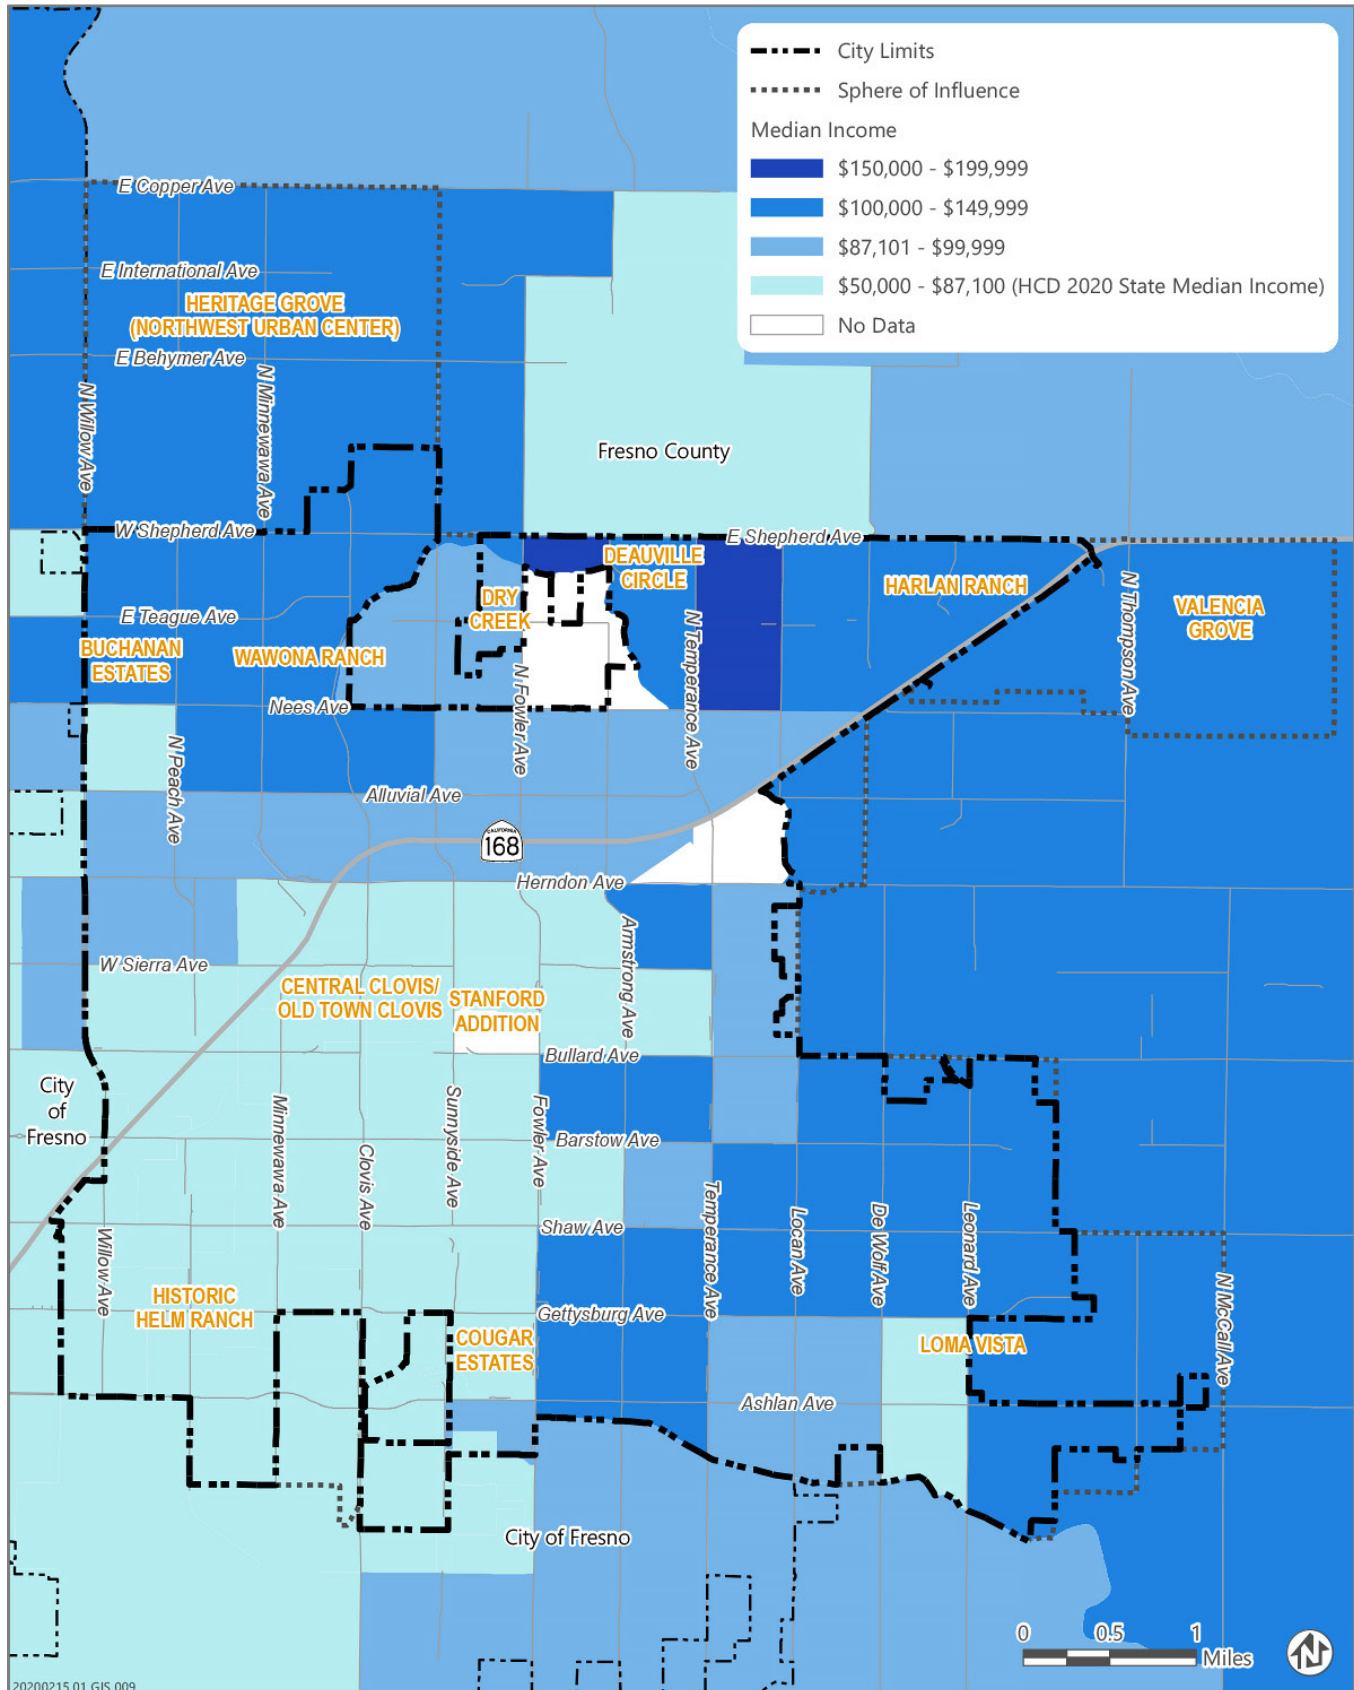 City Limits
Sphere of Influence
Median Income
$150,000 - $199,999
$100,000 - $149,999
$87,101 - $99,999
$50,000 - $87,100 (HCD 2020 State Median Income)
No Data
E Copper Ave
E International Ave
HERITAGE GROVE
(NORTHWEST URBAN CENTER)
E Behymer Ave
N Willow Ave
N Minnewawa Ave
Fresno County
W Shepherd Ave
E Shepherd Ave
DEAUVILLE
CIRCLE
HARLAN RANCH
N Thompson Ave
VALENCIA
GROVE
DRY
CREEK
E Teague Ave
BUCHANAN
ESTATES
WAWONA RANCH
N Temperance Ave
N Fowler Ave
Nees Ave
N Peach Ave
Alluvial Ave
CALIFORNIA
168
Herndon Ave
Armstrong Ave
W Sierra Ave
CENTRAL CLOVIS/
OLD TOWN CLOVIS
STANFORD
ADDITION
Bullard Ave
City
of
Fresno
Minnewawa Ave
Clovis Ave
Sunnyside Ave
Fowler Ave
Barstow Ave
Shaw Ave
Temperance Ave
Locan Ave
De Wolf Ave
Leonard Ave
Willow Ave
HISTORIC
HELM RANCH
Gettysburg Ave
N McCall Ave
COUGAR
ESTATES
LOMA VISTA
Ashlan Ave
City of Fresno
0 0.5 1
Miles
N
20200215.01 GIS 009